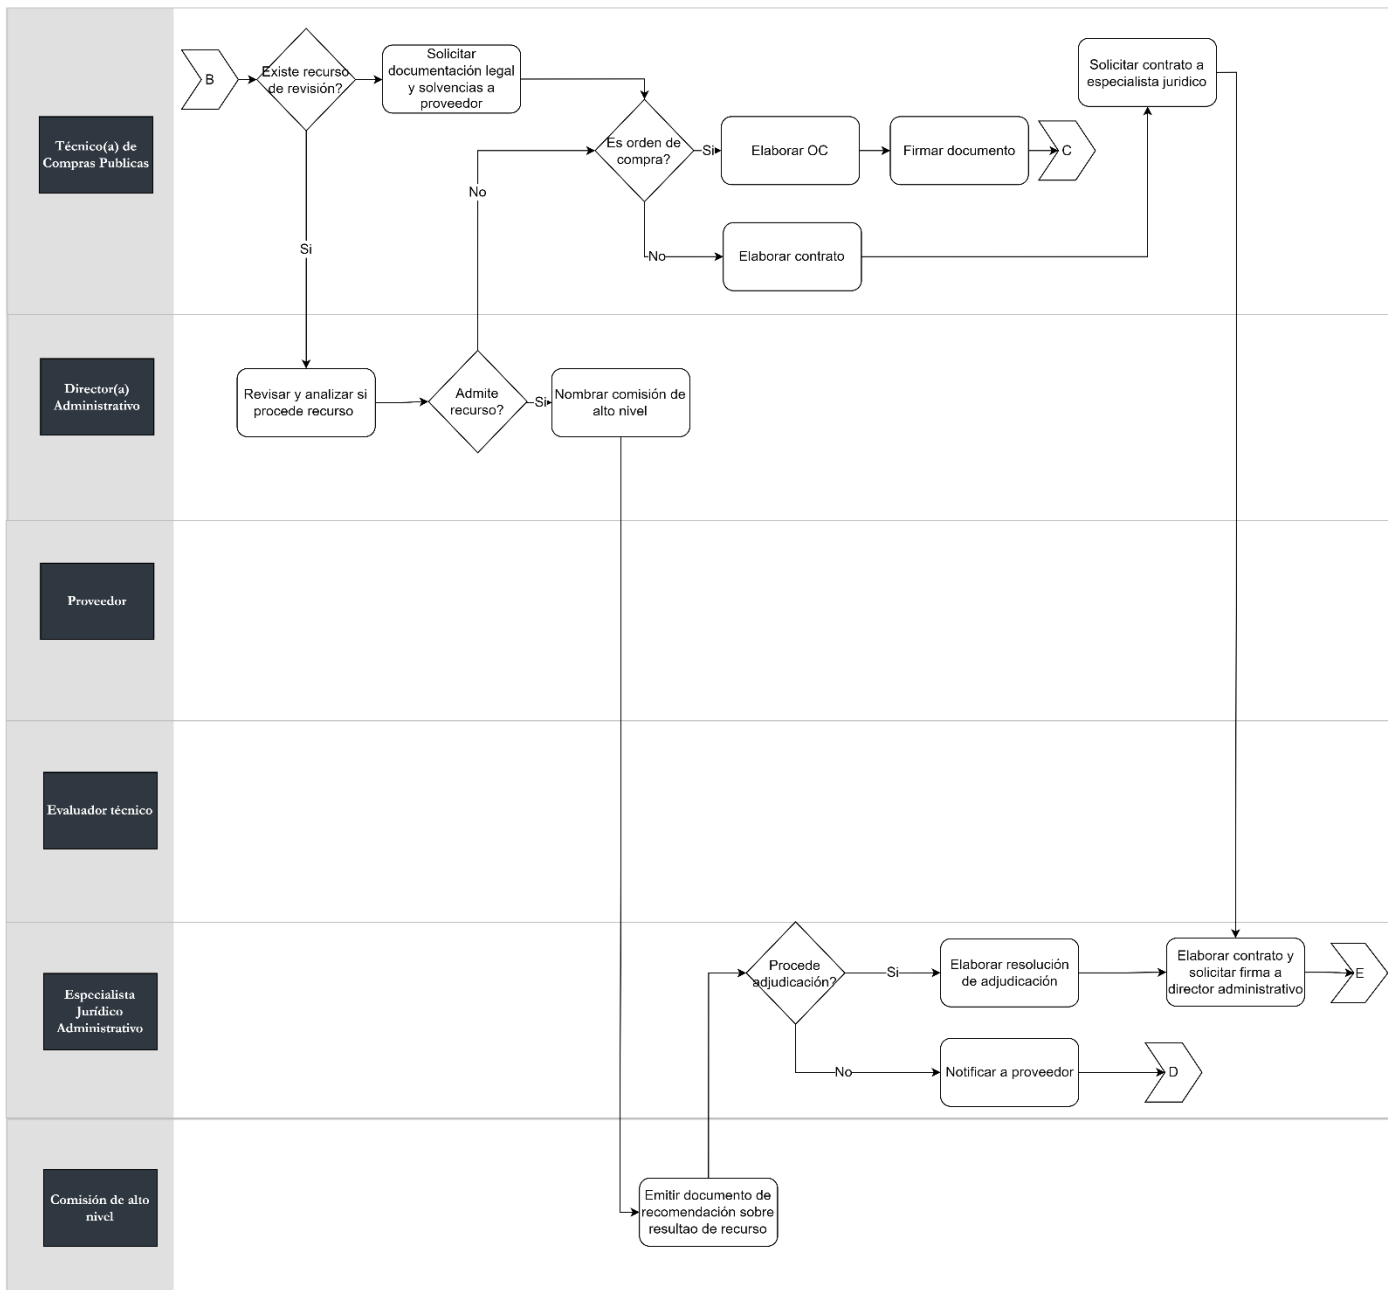 Técnico(a) de
Compras Publicas
B
Existe recurso
de revisión?
Solicitar
documentación legal
y solvencias a
proveedor
Es orden de
compra?
Si
Elaborar OC
Firmar documento
C
Solicitar contrato a
especialista jurídico
No
Si
No
Elaborar contrato
Director(a)
Administrativo
Revisar y analizar si
procede recurso
Admite
recurso?
Si
Nombrar comisión de
alto nivel
Proveedor
Evaluador técnico
Especialista
Jurídico
Administrativo
Procede
adjudicación?
Si
Elaborar resolución
de adjudicación
Elaborar contrato y
solicitar firma a
director administrativo
E
No
Notificar a proveedor
D
Comisión de alto
nivel
Emitir documento de
recomendación sobre
resultao de recurso